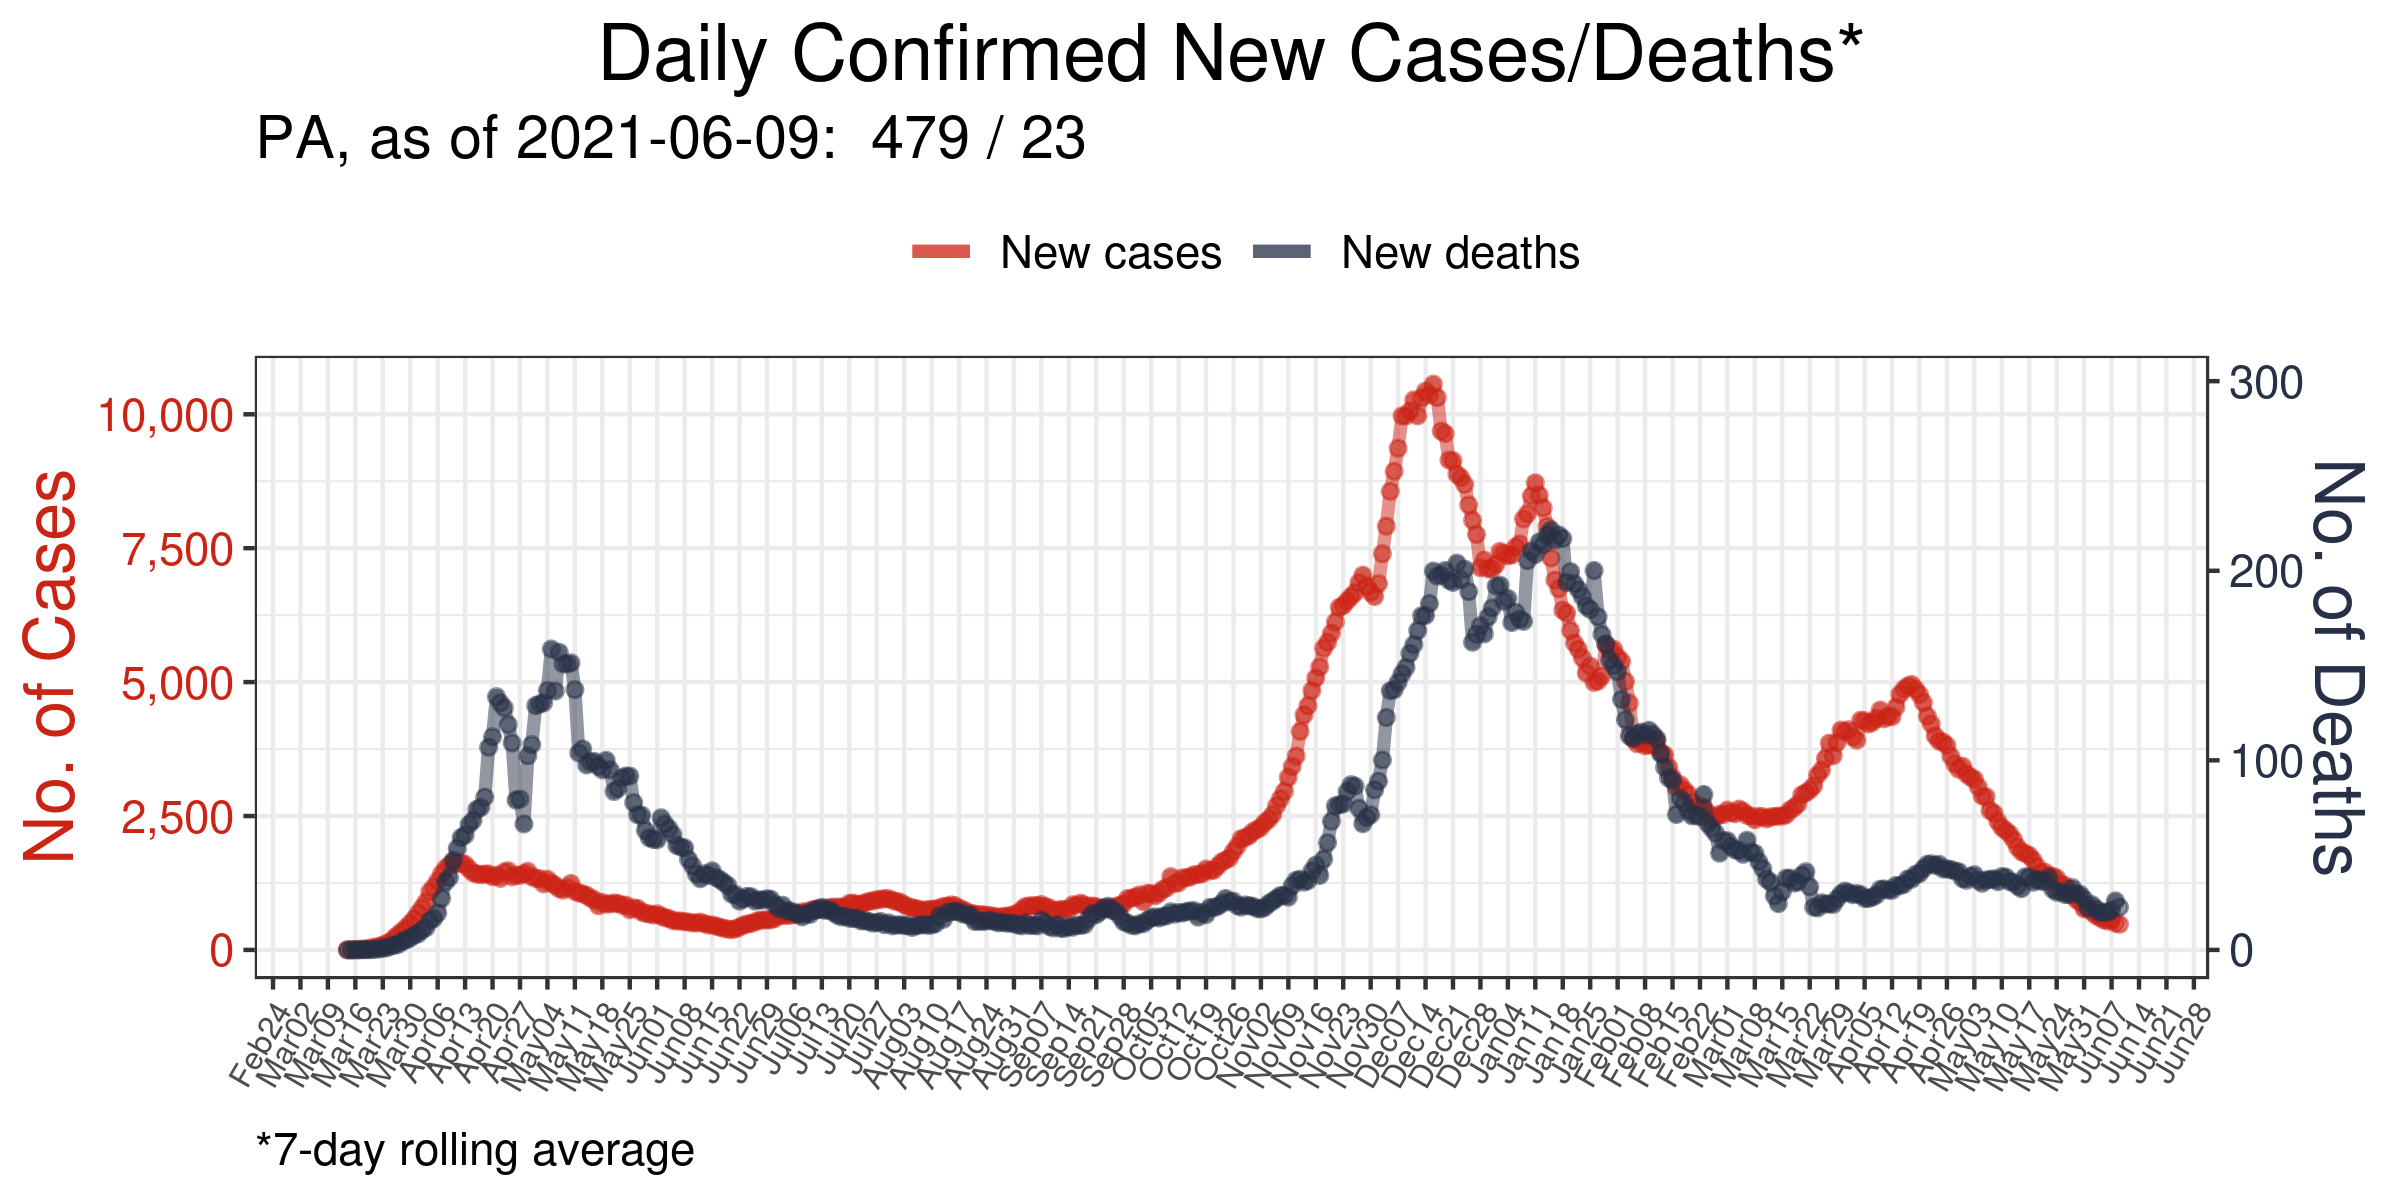 Daily Confirmed New Cases/Deaths*
PA, as of 2021-06-09:  479 / 23
New cases
New deaths
No. of Cases
10,000
7,500
5,000
2,500
0
No. of Deaths
300
200
100
0
Feb24
Mar02
Mar09
Mar16
Mar23
Mar30
Apr06
Apr13
Apr20
Apr27
May04
May11
May18
May25
Jun01
Jun08
Jun15
Jun22
Jun29
Jul06
Jul13
Jul20
Jul27
Aug03
Aug10
Aug17
Aug24
Aug31
Sep07
Sep14
Sep21
Sep28
Oct05
Oct12
Oct19
Oct26
Nov02
Nov09
Nov16
Nov23
Nov30
Dec07
Dec14
Dec21
Dec28
Jan04
Jan11
Jan18
Jan25
Feb01
Feb08
Feb15
Feb22
Mar01
Mar08
Mar15
Mar22
Mar29
Apr05
Apr12
Apr19
Apr26
May03
May10
May17
May24
May31
Jun07
Jun14
Jun21
Jun28
*7-day rolling average